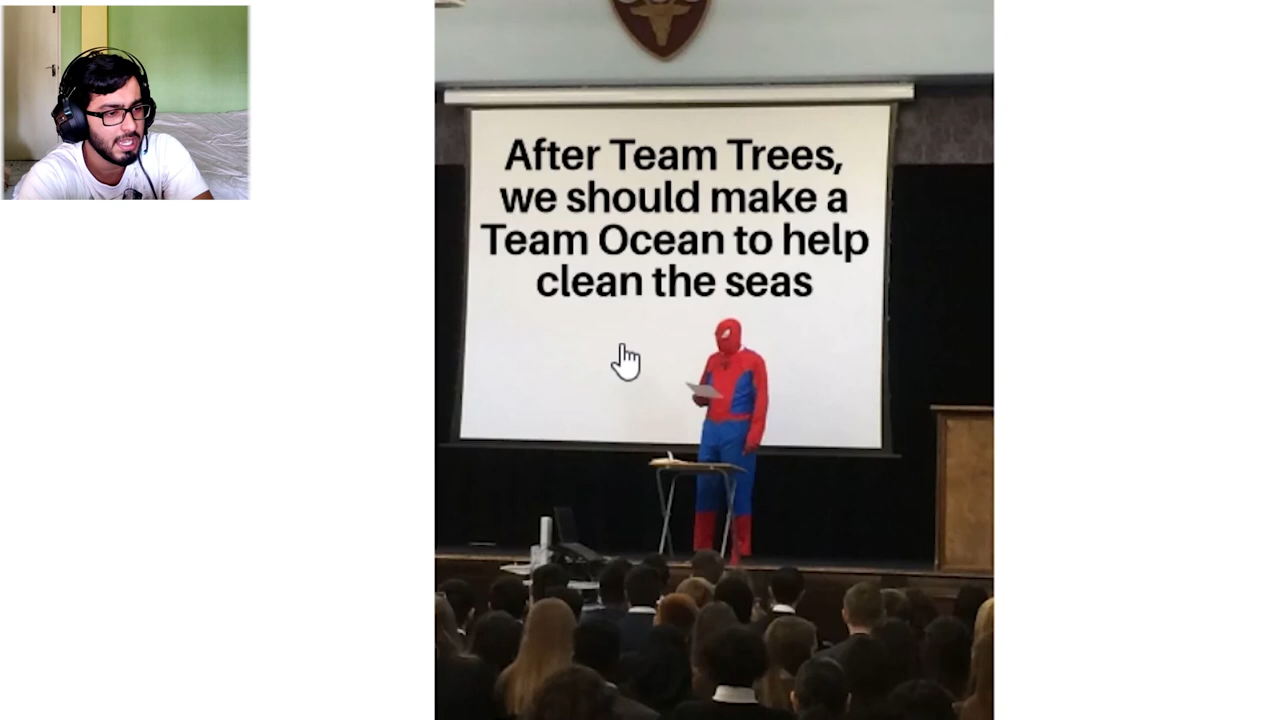 After Team Trees,
we should make a
Team Ocean to help
clean the seas